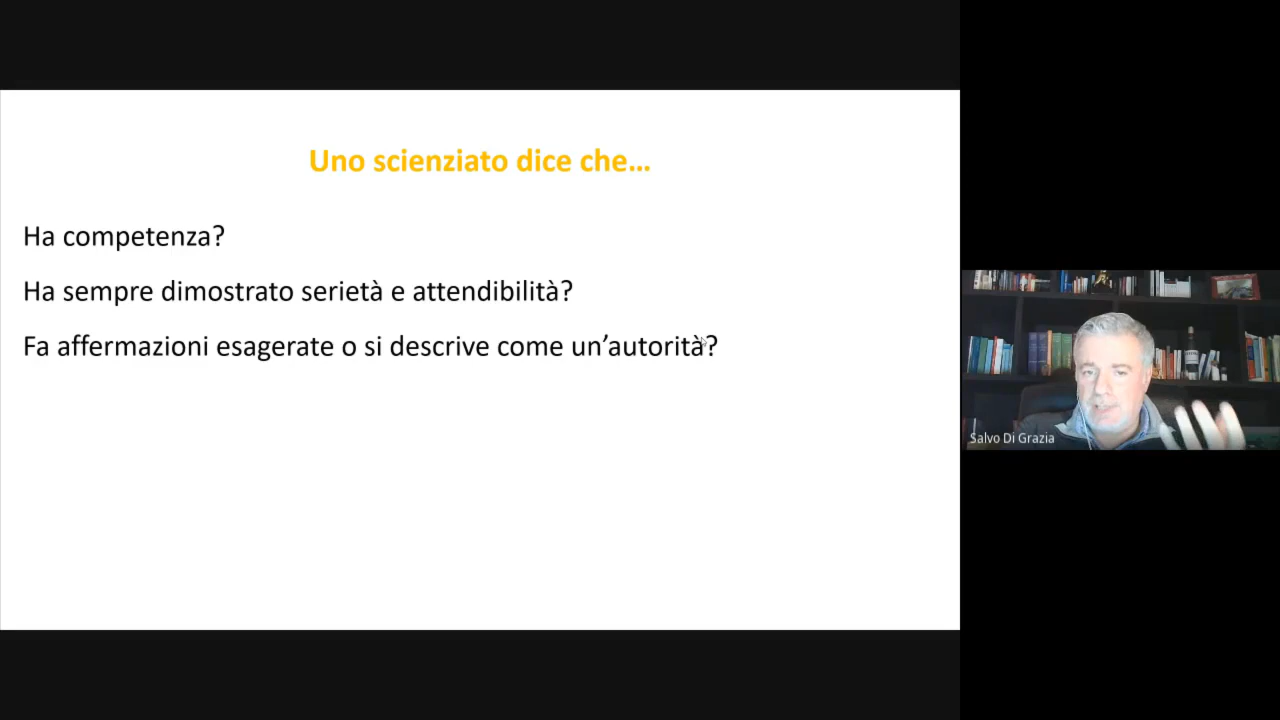 Uno scienziato dice che…
Ha competenza?
Ha sempre dimostrato serietà e attendibilità?
Fa affermazioni esagerate o si descrive come un’autorità?
Salvo Di Grazia